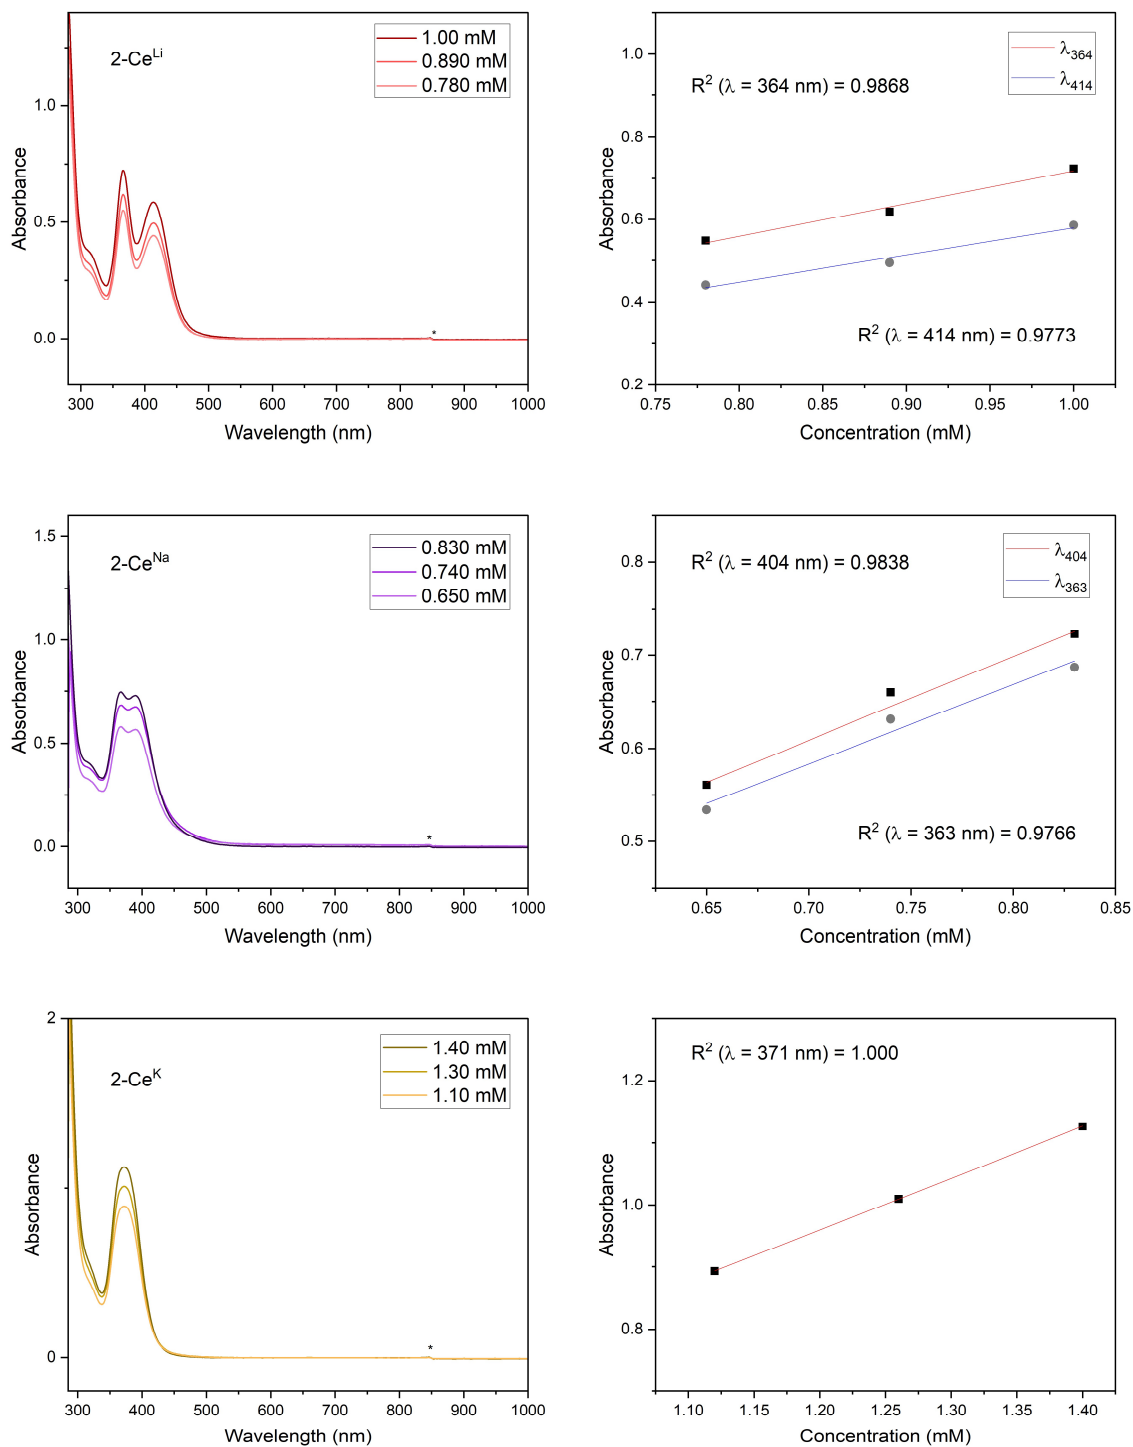 2-Ce^Li
1.00 mM
0.890 mM
0.780 mM
1.0
0.5
0.0
*
300 400 500 600 700 800 900 1000
Wavelength (nm)
Absorbance
R² (λ = 364 nm) = 0.9868
λ₃₆₄
λ₄₁₄
R² (λ = 414 nm) = 0.9773
1.0
0.8
0.6
0.4
0.2
0.75 0.80 0.85 0.90 0.95 1.00
Concentration (mM)
Absorbance
2-Ce^Na
0.830 mM
0.740 mM
0.650 mM
1.5
1.0
0.5
0.0
*
300 400 500 600 700 800 900 1000
Wavelength (nm)
Absorbance
R² (λ = 404 nm) = 0.9838
λ₄₀₄
λ₃₆₃
R² (λ = 363 nm) = 0.9766
0.8
0.7
0.6
0.5
0.65 0.70 0.75 0.80 0.85
Concentration (mM)
Absorbance
2-Ce^K
1.40 mM
1.30 mM
1.10 mM
2
0
*
300 400 500 600 700 800 900 1000
Wavelength (nm)
Absorbance
R² (λ = 371 nm) = 1.000
1.2
1.0
0.8
1.10 1.15 1.20 1.25 1.30 1.35 1.40
Concentration (mM)
Absorbance